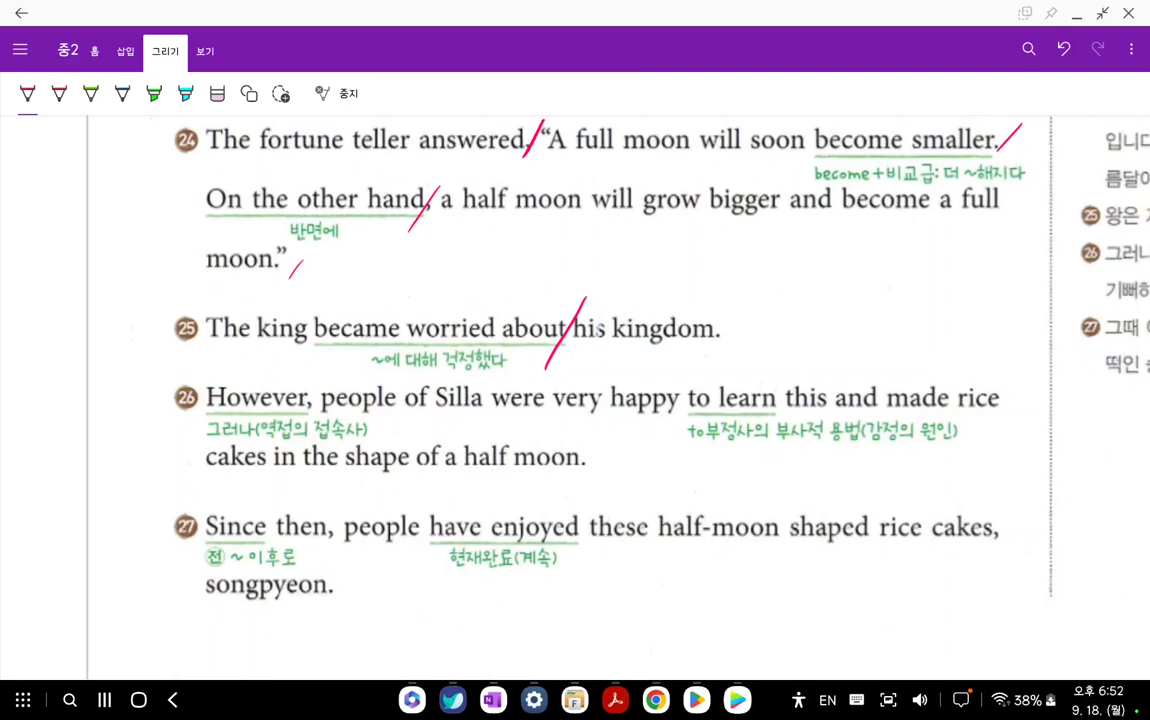 중2 홈 삽입 그리기 보기
중지
24 The fortune teller answered, “A full moon will soon become smaller.
become+비교급: 더 ~해지다
On the other hand, a half moon will grow bigger and become a full
반면에
moon.”
25 The king became worried about his kingdom.
~에 대해 걱정했다
26 However, people of Silla were very happy to learn this and made rice
그러나(역접의 접속사) to부정사의 부사적 용법(감정의 원인)
cakes in the shape of a half moon.
27 Since then, people have enjoyed these half-moon shaped rice cakes,
전 ~이후로 현재완료(계속)
songpyeon.
입니다
름달이
25 왕은
26 그러나
기뻐하
27 그때
떡인
EN 38% 오후 6:52
9. 18. (월)